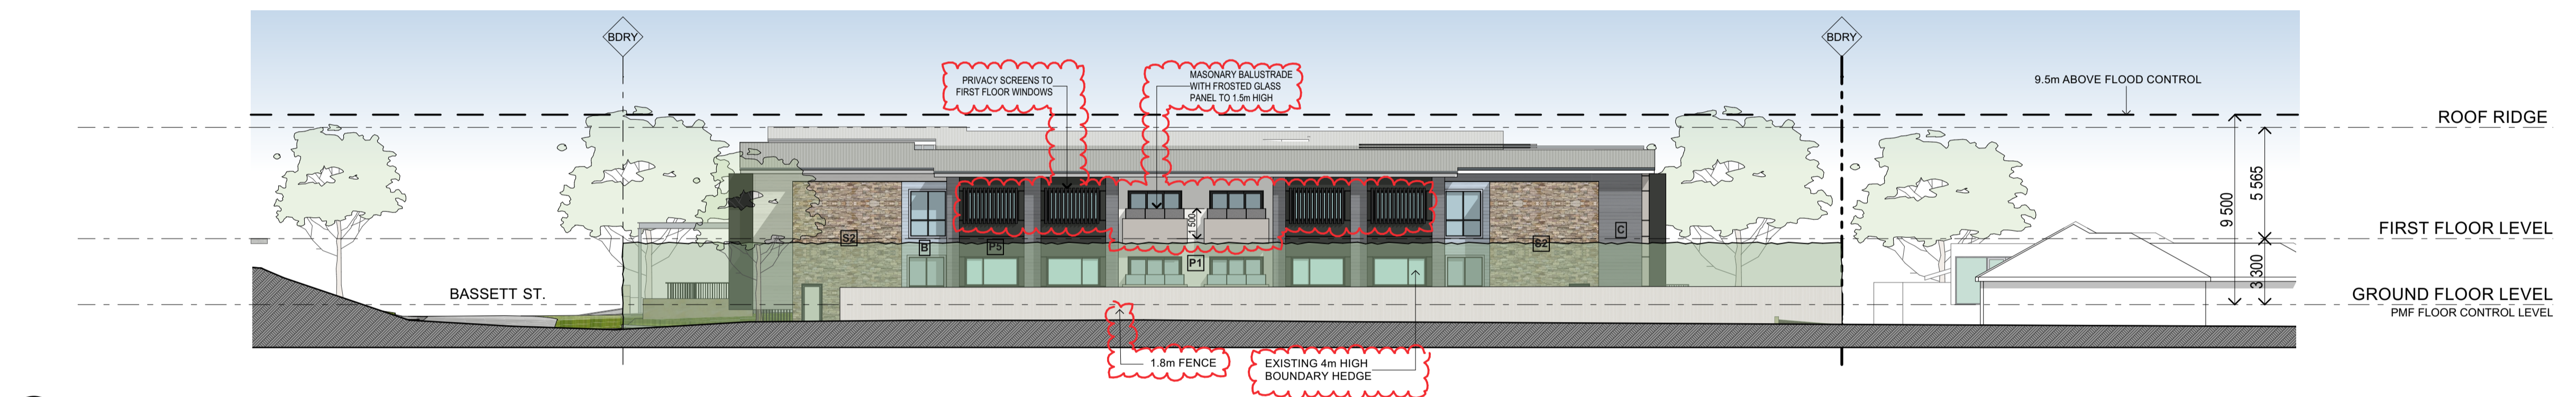 BDRY
BDRY
PRIVACY SCREENS TO
FIRST FLOOR WINDOWS
MASONARY BALUSTRADE
WITH FROSTED GLASS
PANEL TO 1.5m HIGH
9.5m ABOVE FLOOD CONTROL
ROOF RIDGE
5 565
9 500
FIRST FLOOR LEVEL
3 300
GROUND FLOOR LEVEL
PMF FLOOR CONTROL LEVEL
S2
B
P5
1 500
P1
S2
C
BASSETT ST.
1.8m FENCE
EXISTING 4m HIGH
BOUNDARY HEDGE